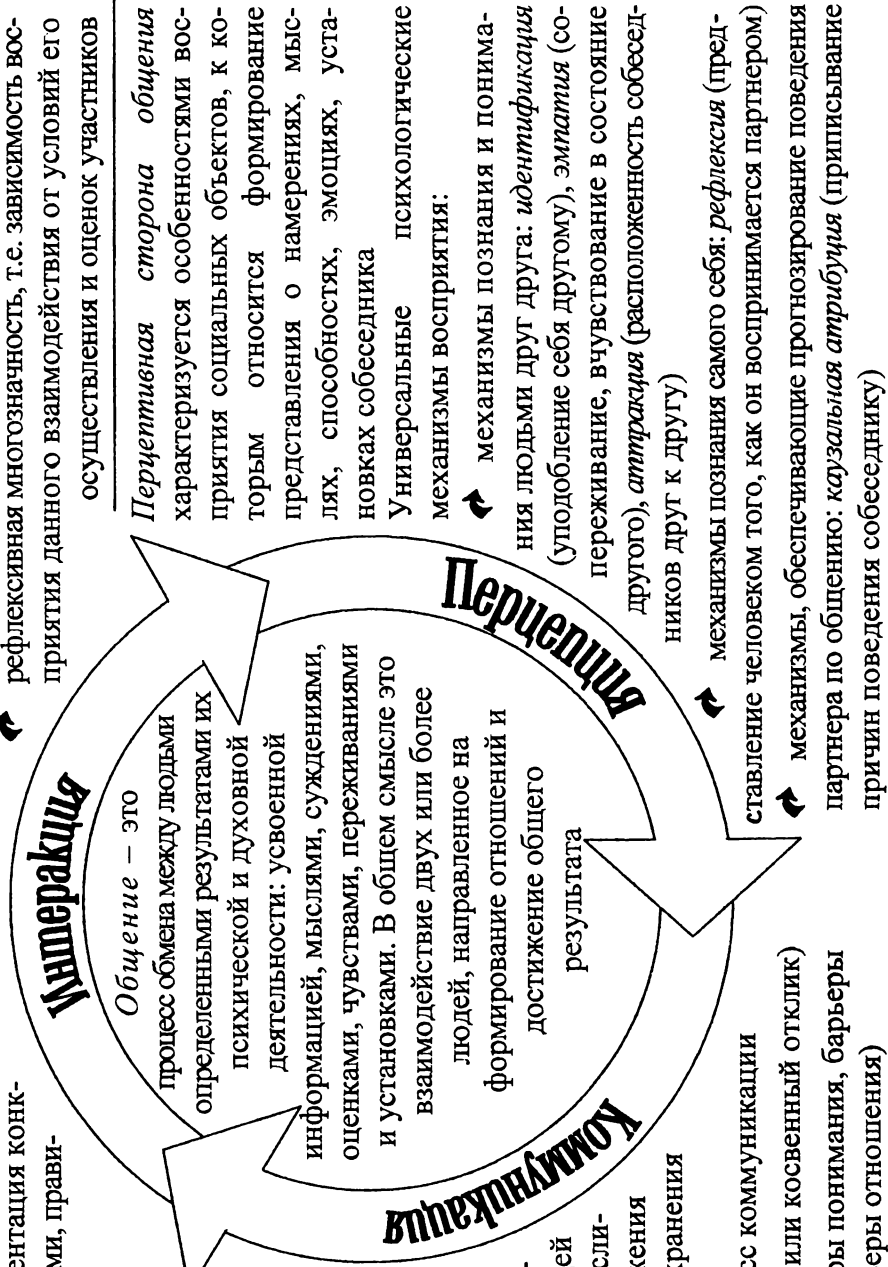 ентация конк-
ми, прави-
рефлексивная многозначность, т.е. зависимость вос-
приятия данного взаимодействия от условий его
осуществления и оценок участников
Интеракция
Общение – это
процесс обмена между людьми
определенными результатами их
психической и духовной
деятельности: усвоенной
информацией, мыслями, суждениями,
оценками, чувствами, переживаниями
и установками. В общем смысле это
взаимодействие двух или более
людей, направленное на
формирование отношений и
достижение общего
результата
Перцепция
Коммуникация
Перцептивная сторона общения
характеризуется особенностями вос-
приятия социальных объектов, к ко-
торым относится формирование
представления о намерениях, мыс-
лях, способностях, эмоциях, уста-
новках собеседника
Универсальные психологические
механизмы восприятия:
механизмы познания и понима-
ния людьми друг друга: идентификация
(уподобление себя другому), эмпатия (со-
переживание, вчувствование в состояние
другого), аттракция (расположенность собесед-
ников друг к другу)
механизмы познания самого себя: рефлексия (пред-
ставление человеком того, как он воспринимается партнером)
механизмы, обеспечивающие прогнозирование поведения
партнера по общению: каузальная атрибуция (приписывание
причин поведения собеседнику)
-
ей
сли-
жения
хранения
сс коммуникации
или косвенный отклик)
ры понимания, барьеры
еры отношения)